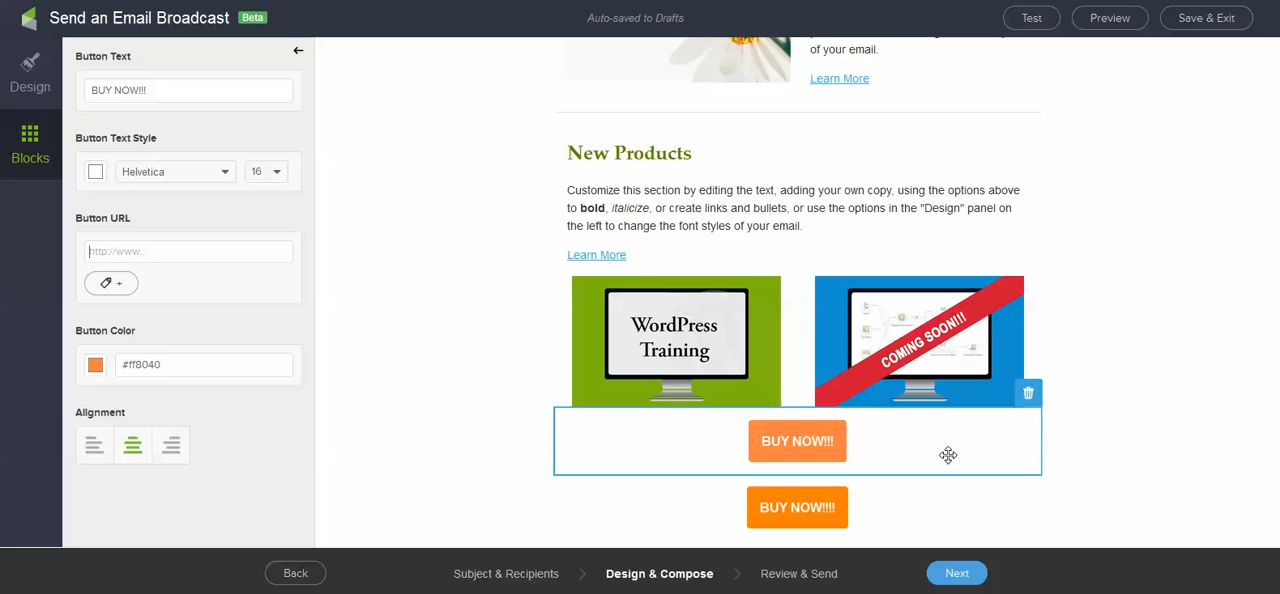 Send an Email Broadcast Beta
Auto-saved to Drafts
Test
Preview
Save & Exit
Design
Blocks
Button Text
BUY NOW!!!
Button Text Style
Helvetica
16
Button URL
http://www...
+
Button Color
#ff8040
Alignment
of your email.
Learn More
New Products
Customize this section by editing the text, adding your own copy, using the options above
to bold, italicize, or create links and bullets, or use the options in the "Design" panel on
the left to change the font styles of your email.
Learn More
WordPress
Training
COMING SOON!!!
BUY NOW!!!
BUY NOW!!!!
Back
Subject & Recipients
Design & Compose
Review & Send
Next